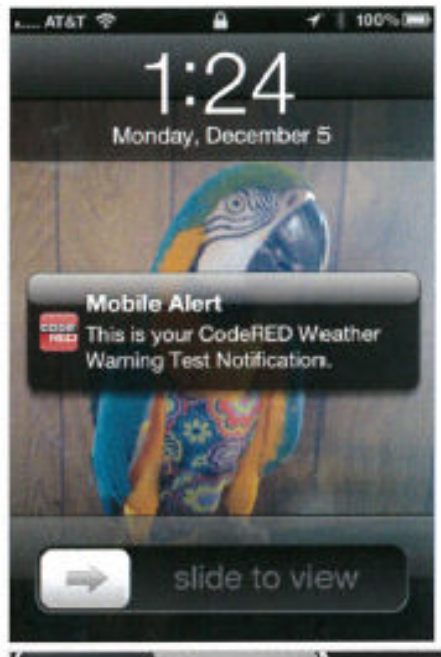 AT&T 100%
1:24
Monday, December 5
Mobile Alert
CODE
RED
This is your CodeRED Weather
Warning Test Notification.
slide to view